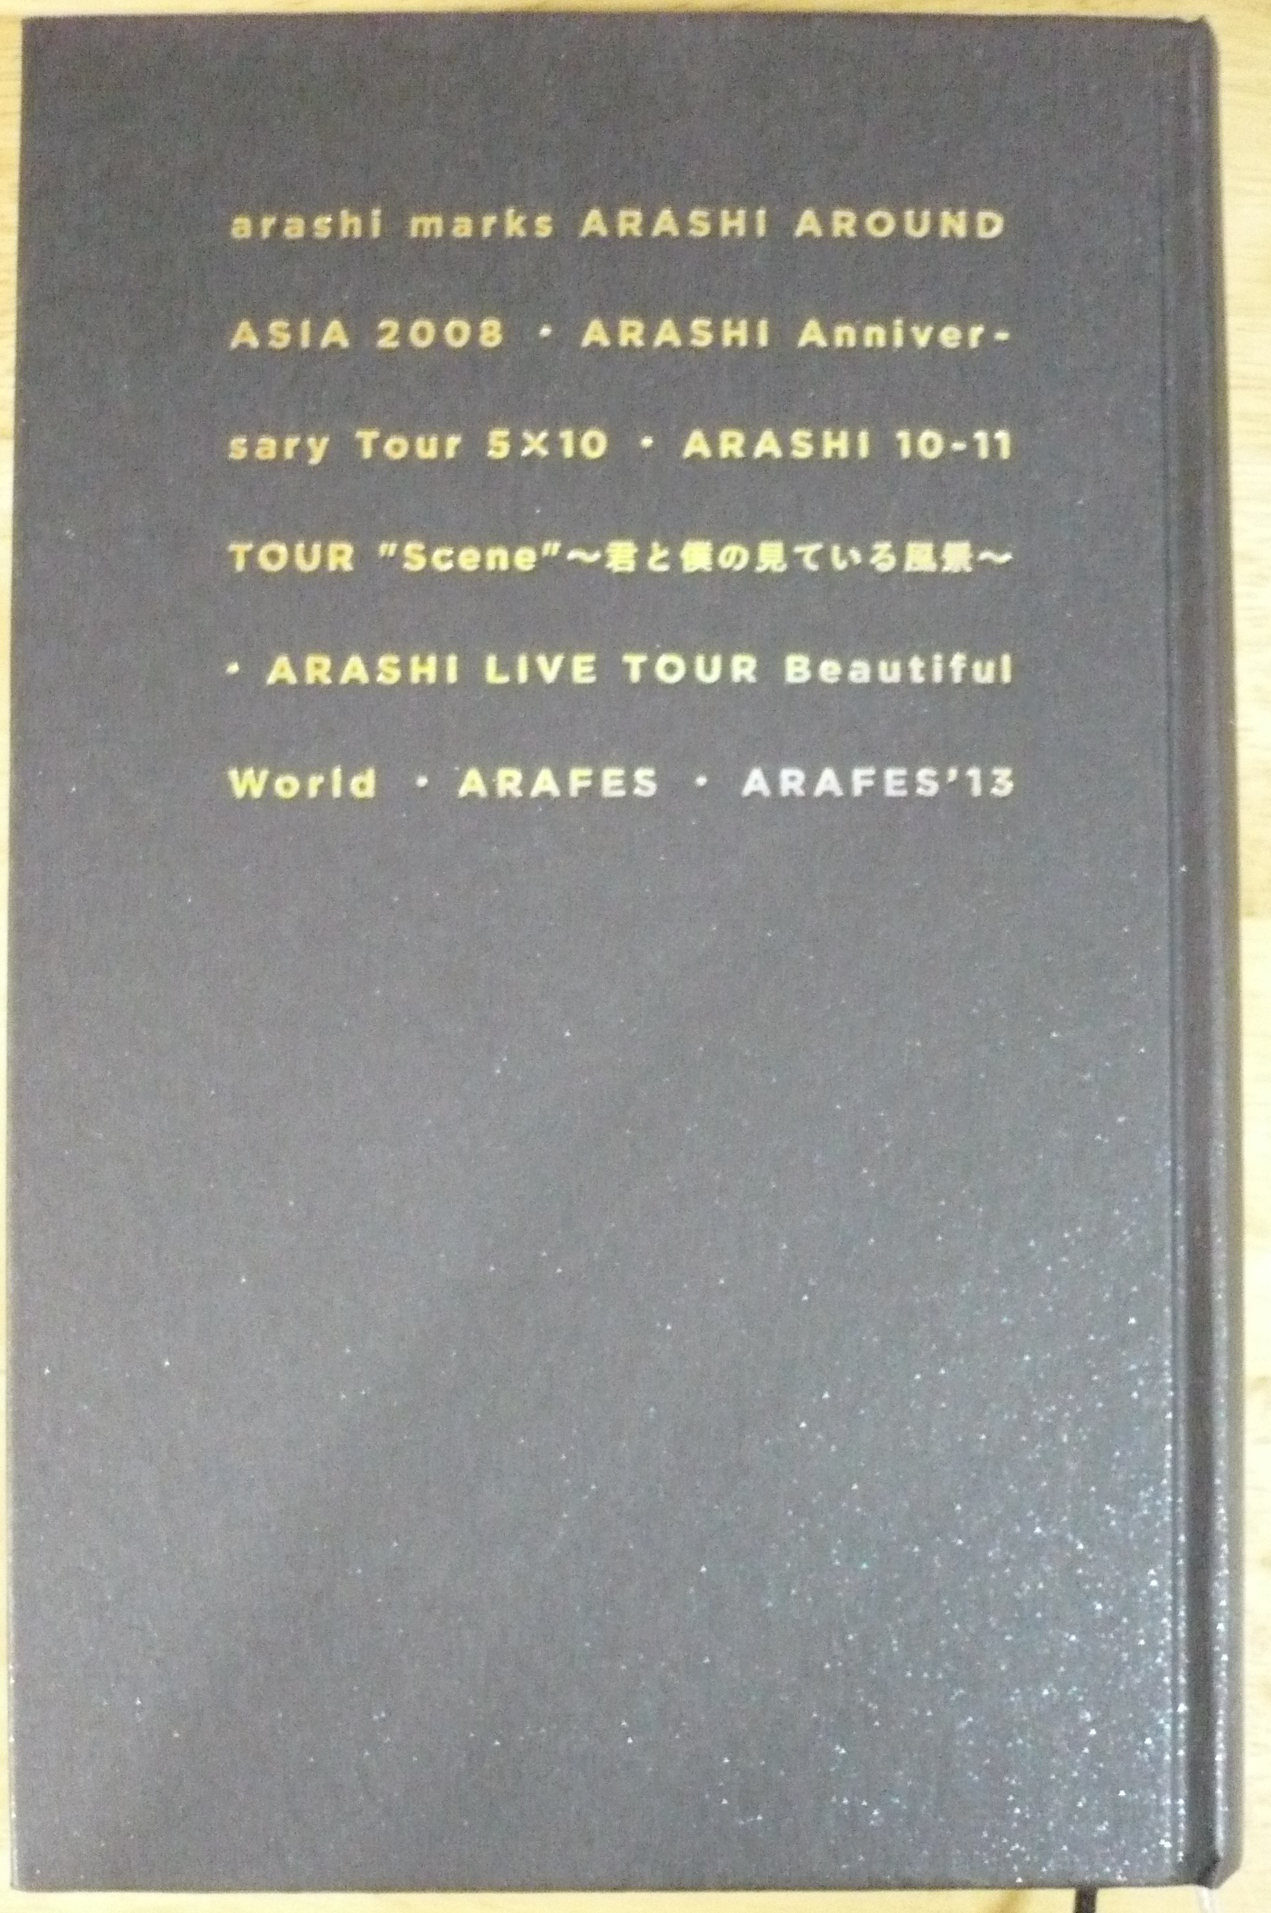 arashi marks ARASHI AROUND
ASIA 2008 • ARASHI Anniver-
sary Tour 5×10 • ARASHI 10-11
TOUR "Scene"～君と僕の見ている風景～
• ARASHI LIVE TOUR Beautiful
World • ARAFES • ARAFES'13